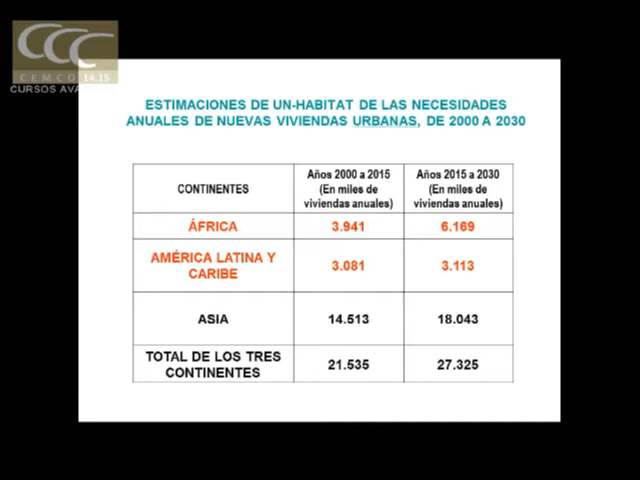 CCC
CEMCO 14.15
CURSOS AVA
ESTIMACIONES DE UN-HABITAT DE LAS NECESIDADES
ANUALES DE NUEVAS VIVIENDAS URBANAS, DE 2000 A 2030
CONTINENTES
Años 2000 a 2015
(En miles de
viviendas anuales)
Años 2015 a 2030
(En miles de
viviendas anuales)
ÁFRICA 3.941 6.169
AMÉRICA LATINA Y
CARIBE 3.081 3.113
ASIA 14.513 18.043
TOTAL DE LOS TRES
CONTINENTES 21.535 27.325